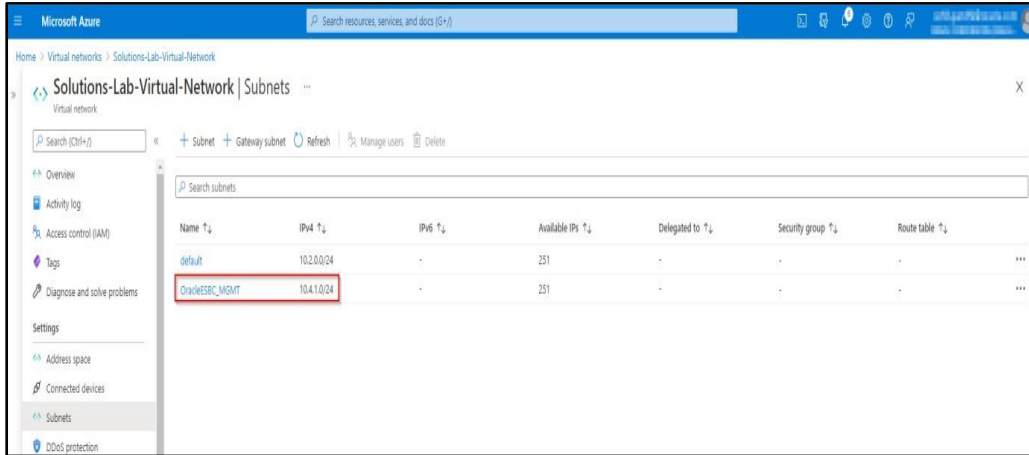 Microsoft Azure
Search resources, services, and docs (G+/)
Home > Virtual networks > Solutions-Lab-Virtual-Network
Solutions-Lab-Virtual-Network | Subnets ...
Virtual network
Search (Ctrl+/)
+ Subnet + Gateway subnet Refresh Manage users Delete
Overview
Search subnets
Activity log
Access control (IAM)
Name ↑↓ IPv4 ↑↓ IPv6 ↑↓ Available IPs ↑↓ Delegated to ↑↓ Security group ↑↓ Route table ↑↓
Tags
default 10.2.0.0/24 - 251 - - -
Diagnose and solve problems
OracleESBC_MGMT 10.4.1.0/24 - 251 - - -
Settings
Address space
Connected devices
Subnets
DDoS protection